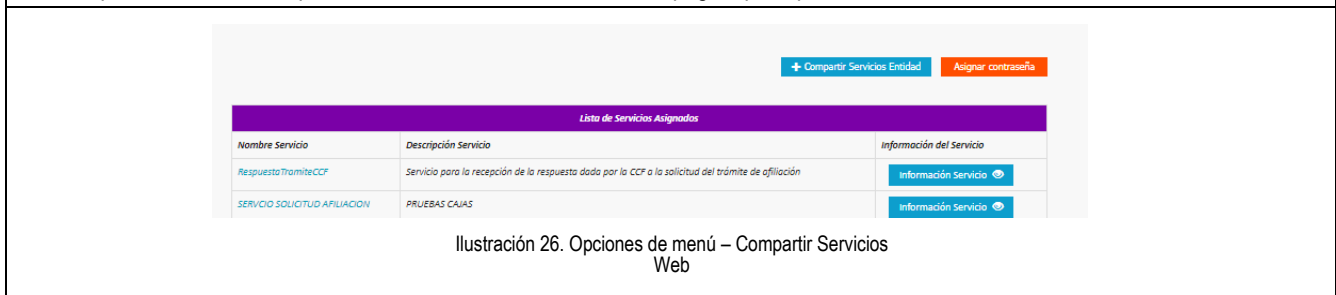 + Compartir Servicios Entidad Asignar contraseña
Lista de Servicios Asignados
Nombre Servicio Descripción Servicio Información del Servicio
RespuestaTramiteCCF Servicio para la recepción de la respuesta dada por la CCF a la solicitud del trámite de afiliación Información Servicio
SERVCIO SOLICITUD AFILIACION PRUEBAS CAJAS Información Servicio
Ilustración 26. Opciones de menú – Compartir Servicios
Web